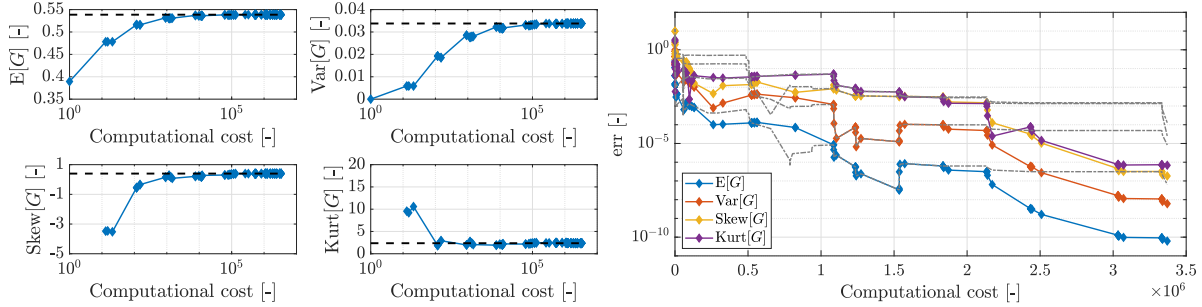 0.55
0.5
0.45
0.4
0.35
E[G] [-]
10^0
10^5
Computational cost [-]
0.04
0.03
0.02
0.01
0
Var[G] [-]
10^0
10^5
Computational cost [-]
1
-1
-3
-5
Skew[G] [-]
10^0
10^5
Computational cost [-]
20
15
10
5
0
Kurt[G] [-]
10^0
10^5
Computational cost [-]
10^0
10^-5
10^-10
err [-]
E[G]
Var[G]
Skew[G]
Kurt[G]
0 0.5 1 1.5 2 2.5 3 3.5
Computational cost [-] ×10^6